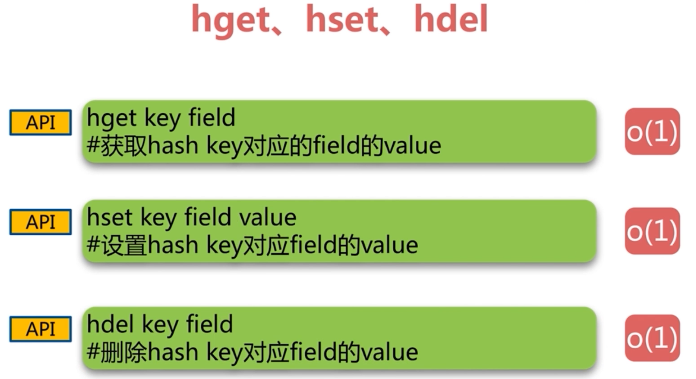 hget、hset、hdel
API
hget key field
#获取hash key对应的field的value
o(1)
API
hset key field value
#设置hash key对应field的value
o(1)
API
hdel key field
#删除hash key对应field的value
o(1)